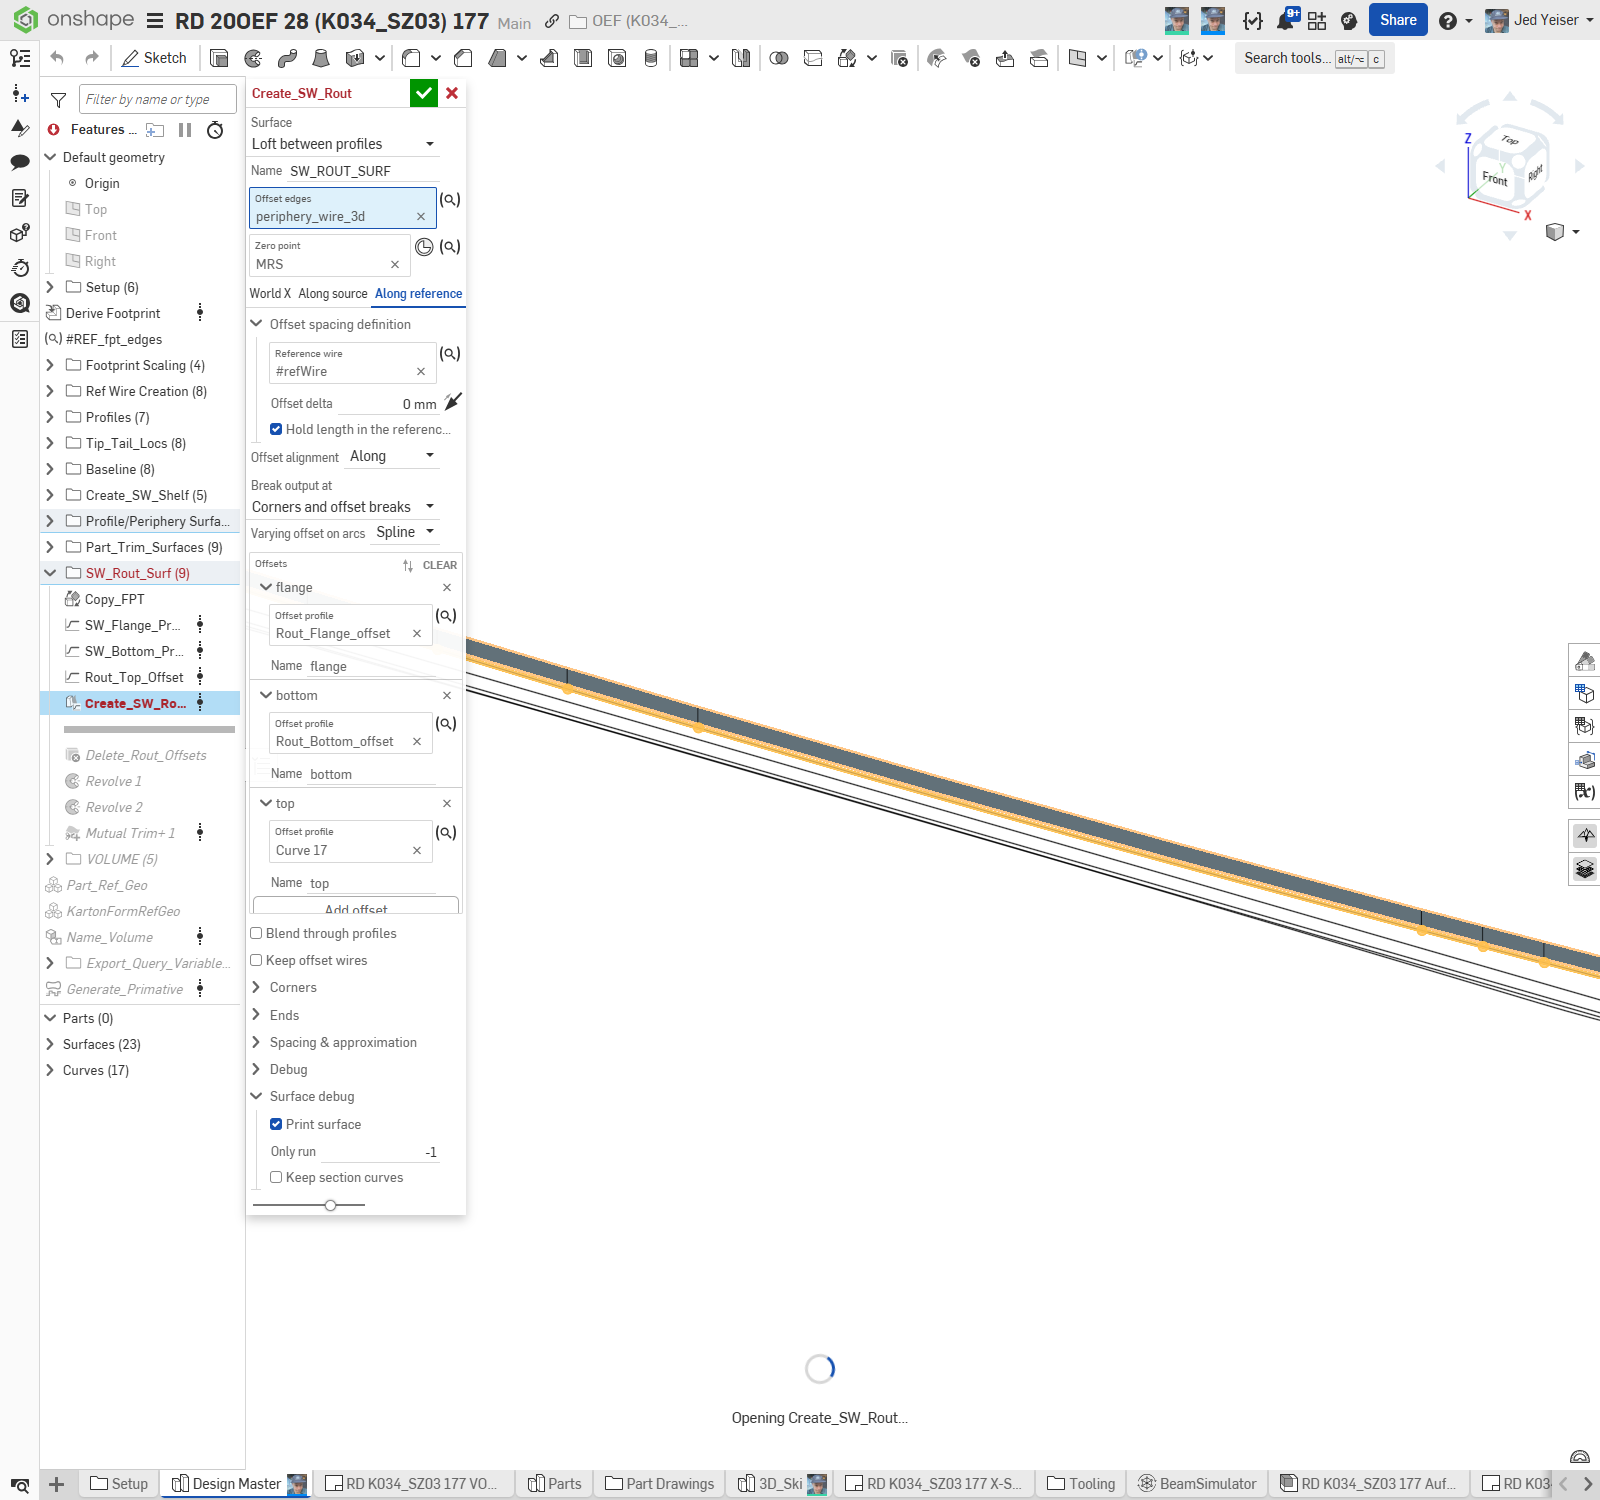 onshape
RD 20OEF 28 (K034_SZ03) 177
Main
OEF (K034_...
9+
Share
Jed Yeiser
Sketch
Search tools...
alt/⌥
c
Filter by name or type
Features ...
Default geometry
Origin
Top
Front
Right
Setup (6)
Derive Footprint
#REF_fpt_edges
Footprint Scaling (4)
Ref Wire Creation (8)
Profiles (7)
Tip_Tail_Locs (8)
Baseline (8)
Create_SW_Shelf (5)
Profile/Periphery Surfa...
Part_Trim_Surfaces (9)
SW_Rout_Surf (9)
Copy_FPT
SW_Flange_Pr...
SW_Bottom_Pr...
Rout_Top_Offset
Create_SW_Ro...
Delete_Rout_Offsets
Revolve 1
Revolve 2
Mutual Trim+ 1
VOLUME (5)
Part_Ref_Geo
KartonFormRefGeo
Name_Volume
Export_Query_Variable...
Generate_Primative
Parts (0)
Surfaces (23)
Curves (17)
Create_SW_Rout
Surface
Loft between profiles
Name SW_ROUT_SURF
Offset edges
periphery_wire_3d
Zero point
MRS
World X Along source Along reference
Offset spacing definition
Reference wire
#refWire
Offset delta 0 mm
Hold length in the referenc...
Offset alignment Along
Break output at
Corners and offset breaks
Varying offset on arcs Spline
Offsets CLEAR
flange
Offset profile
Rout_Flange_offset
Name flange
bottom
Offset profile
Rout_Bottom_offset
Name bottom
top
Offset profile
Curve 17
Name top
Add offset
Blend through profiles
Keep offset wires
Corners
Ends
Spacing & approximation
Debug
Surface debug
Print surface
Only run -1
Keep section curves
Z
Top
Y
Front
Right
X
Opening Create_SW_Rout...
Setup
Design Master
RD K034_SZ03 177 VO...
Parts
Part Drawings
3D_Ski
RD K034_SZ03 177 X-S...
Tooling
BeamSimulator
RD K034_SZ03 177 Auf...
RD K03